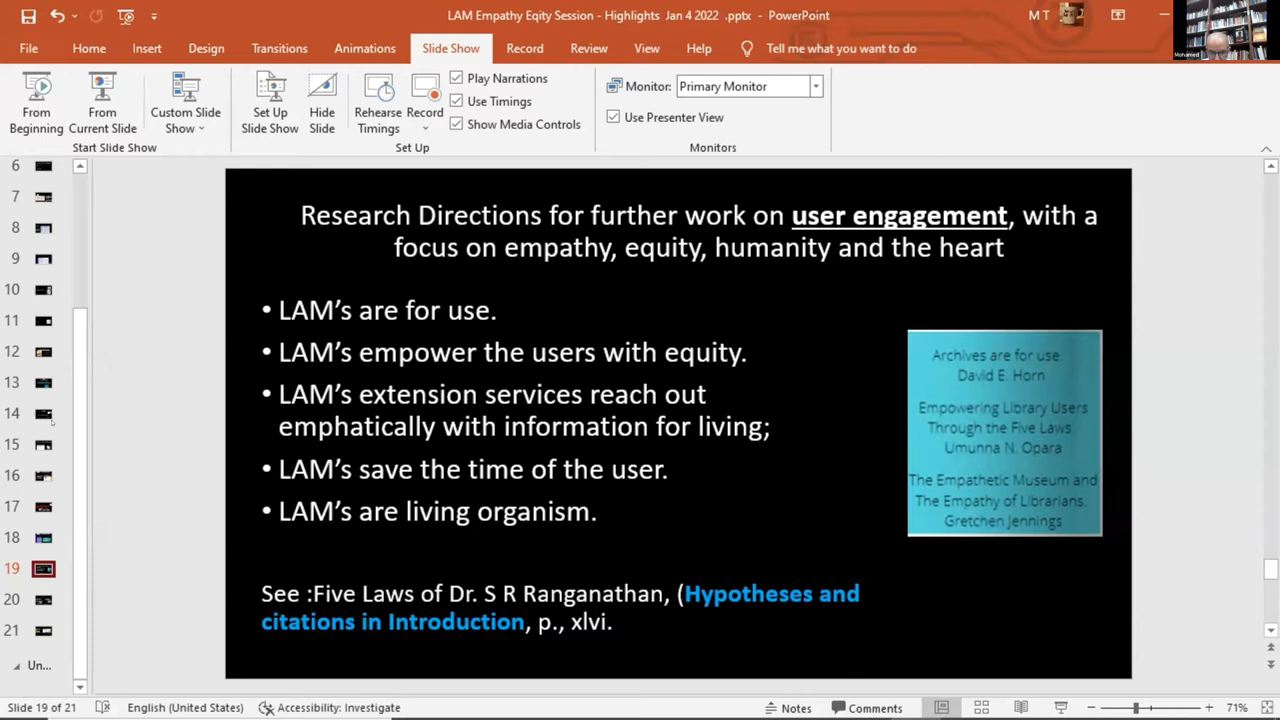 LAM Empathy Eqity Session - Highlights Jan 4 2022 .pptx - PowerPoint
M T
Mohamed
File Home Insert Design Transitions Animations Slide Show Record Review View Help Tell me what you want to do
From Beginning
From Current Slide
Custom Slide Show
Start Slide Show
Set Up Slide Show
Hide Slide
Rehearse Timings
Record
Play Narrations
Use Timings
Show Media Controls
Set Up
Monitor: Primary Monitor
Use Presenter View
Monitors
6
7
8
9
10
11
12
13
14
15
16
17
18
19
20
21
Un...
Research Directions for further work on user engagement, with a
focus on empathy, equity, humanity and the heart
• LAM’s are for use.
• LAM’s empower the users with equity.
• LAM’s extension services reach out
emphatically with information for living;
• LAM’s save the time of the user.
• LAM’s are living organism.
Archives are for use
David E. Horn
Empowering Library Users
Through the Five Laws
Umunna N. Opara
The Empathetic Museum and
The Empathy of Librarians.
Gretchen Jennings
See :Five Laws of Dr. S R Ranganathan, (Hypotheses and
citations in Introduction, p., xlvi.
Slide 19 of 21 English (United States) Accessibility: Investigate Notes Comments 71%